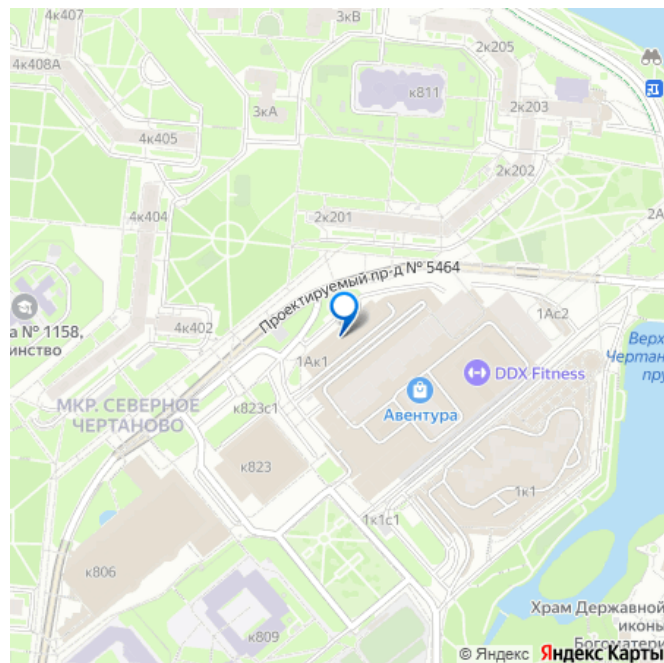 4к407
3кВ
4к408А
2к205
к811
3кА
2к203
4к405
2к202
4к404
2к201
2А
Проектируемый пр-д № 5464
а № 1158,
инство
4к402
1Ас2
Верх
Чертан
пру
1Ак1
DDX Fitness
МКР. СЕВЕРНОЕ
ЧЕРТАНОВО
к823с1
Авентура
к823
1к1
1к1с1
к806
к809
Храм Державной
иконы
Богоматери
© Яндекс Яндекс Карты